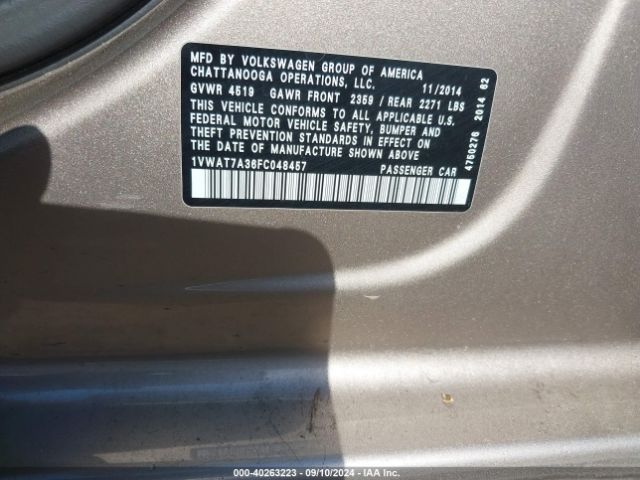 MFD BY VOLKSWAGEN GROUP OF AMERICA
CHATTANOOGA OPERATIONS, LLC. 11/2014
GVWR 4519 GAWR FRONT 2359 / REAR 2271 LBS
THIS VEHICLE CONFORMS TO ALL APPLICABLE U.S.
FEDERAL MOTOR VEHICLE SAFETY, BUMPER AND
THEFT PREVENTION STANDARDS IN EFFECT ON
THE DATE OF MANUFACTURE SHOWN ABOVE
1VWAT7A36FC048457 PASSENGER CAR
4750276 2014 62
000-40263223 - 09/10/2024 - IAA Inc.